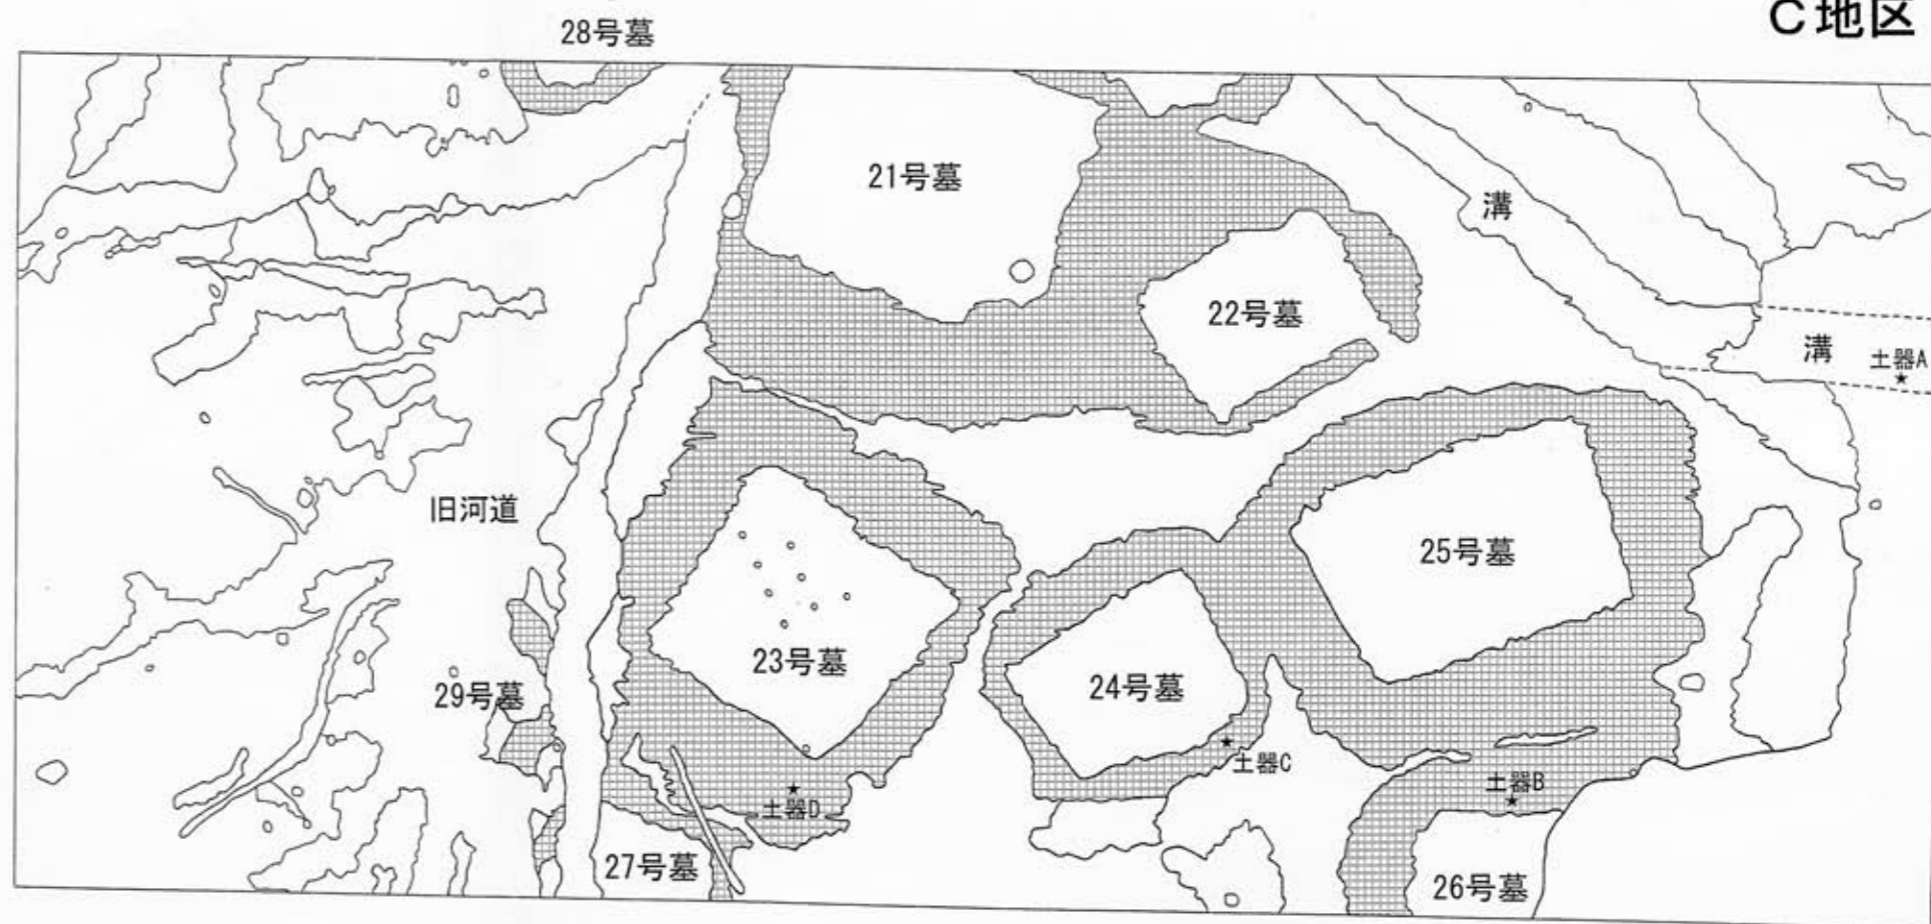 C地区
28号墓
21号墓
溝
22号墓
溝
土器A
旧河道
25号墓
23号墓
24号墓
29号墓
土器C
土器B
土器D
27号墓
26号墓